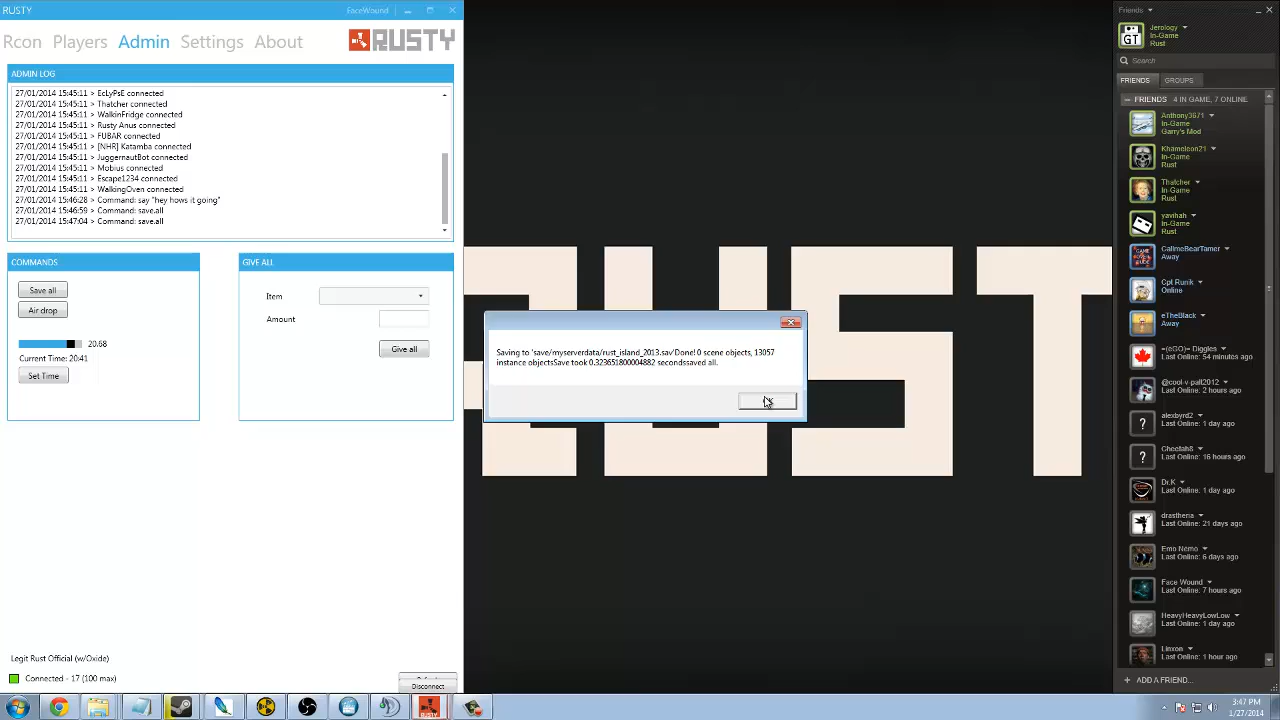 RUSTY
FaceWound
Rcon Players Admin Settings About
RUSTY
ADMIN LOG
27/01/2014 15:45:11 > EcLyPsE connected
27/01/2014 15:45:11 > Thatcher connected
27/01/2014 15:45:11 > WalkinFridge connected
27/01/2014 15:45:11 > Rusty Anus connected
27/01/2014 15:45:11 > FUBAR connected
27/01/2014 15:45:11 > [NHR] Katamba connected
27/01/2014 15:45:11 > JuggernautBot connected
27/01/2014 15:45:11 > Mobius connected
27/01/2014 15:45:11 > Escape1234 connected
27/01/2014 15:45:11 > WalkingOven connected
27/01/2014 15:46:28 > Command: say "hey hows it going"
27/01/2014 15:46:59 > Command: save.all
27/01/2014 15:47:04 > Command: save.all
COMMANDS
Save all
Air drop
20.68
Current Time: 20:41
Set Time
GIVE ALL
Item
Amount
Give all
Legit Rust Official (w/Oxide)
Connected - 17 (100 max)
Disconnect
Saving to 'save/myserverdata/rust_island_2013.sav'Done! 0 scene objects, 13057
instance objectsSave took 0.323651800004882 secondssaved all.
RUST
Friends
Jerology
In-Game
Rust
GT
Search
FRIENDS GROUPS
FRIENDS 4 IN GAME, 7 ONLINE
Anthony3671
In-Game
Garry's Mod
Khameleon21
In-Game
Rust
Thatcher
In-Game
Rust
yavihah
In-Game
Rust
CallmeBearTamer
Away
Cpt Runik
Online
eTheBlack
Away
=(eGO)= Diggles
Last Online: 54 minutes ago
@cool-v-pall2012
Last Online: 2 hours ago
alexbyrd2
Last Online: 1 day ago
Cheetah8
Last Online: 16 hours ago
Dr.K
Last Online: 1 day ago
drastheria
Last Online: 21 days ago
Emo Nemo
Last Online: 6 days ago
Face Wound
Last Online: 7 hours ago
HeavyHeavyLowLow
Last Online: 1 day ago
Linxon
Last Online: 1 hour ago
ADD A FRIEND...
3:47 PM
1/27/2014